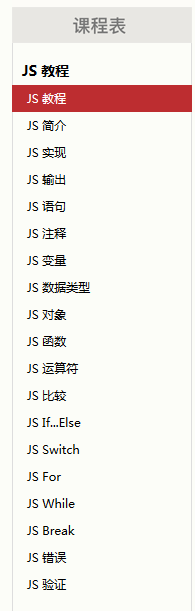 课程表
JS 教程
JS 教程
JS 简介
JS 实现
JS 输出
JS 语句
JS 注释
JS 变量
JS 数据类型
JS 对象
JS 函数
JS 运算符
JS 比较
JS If...Else
JS Switch
JS For
JS While
JS Break
JS 错误
JS 验证